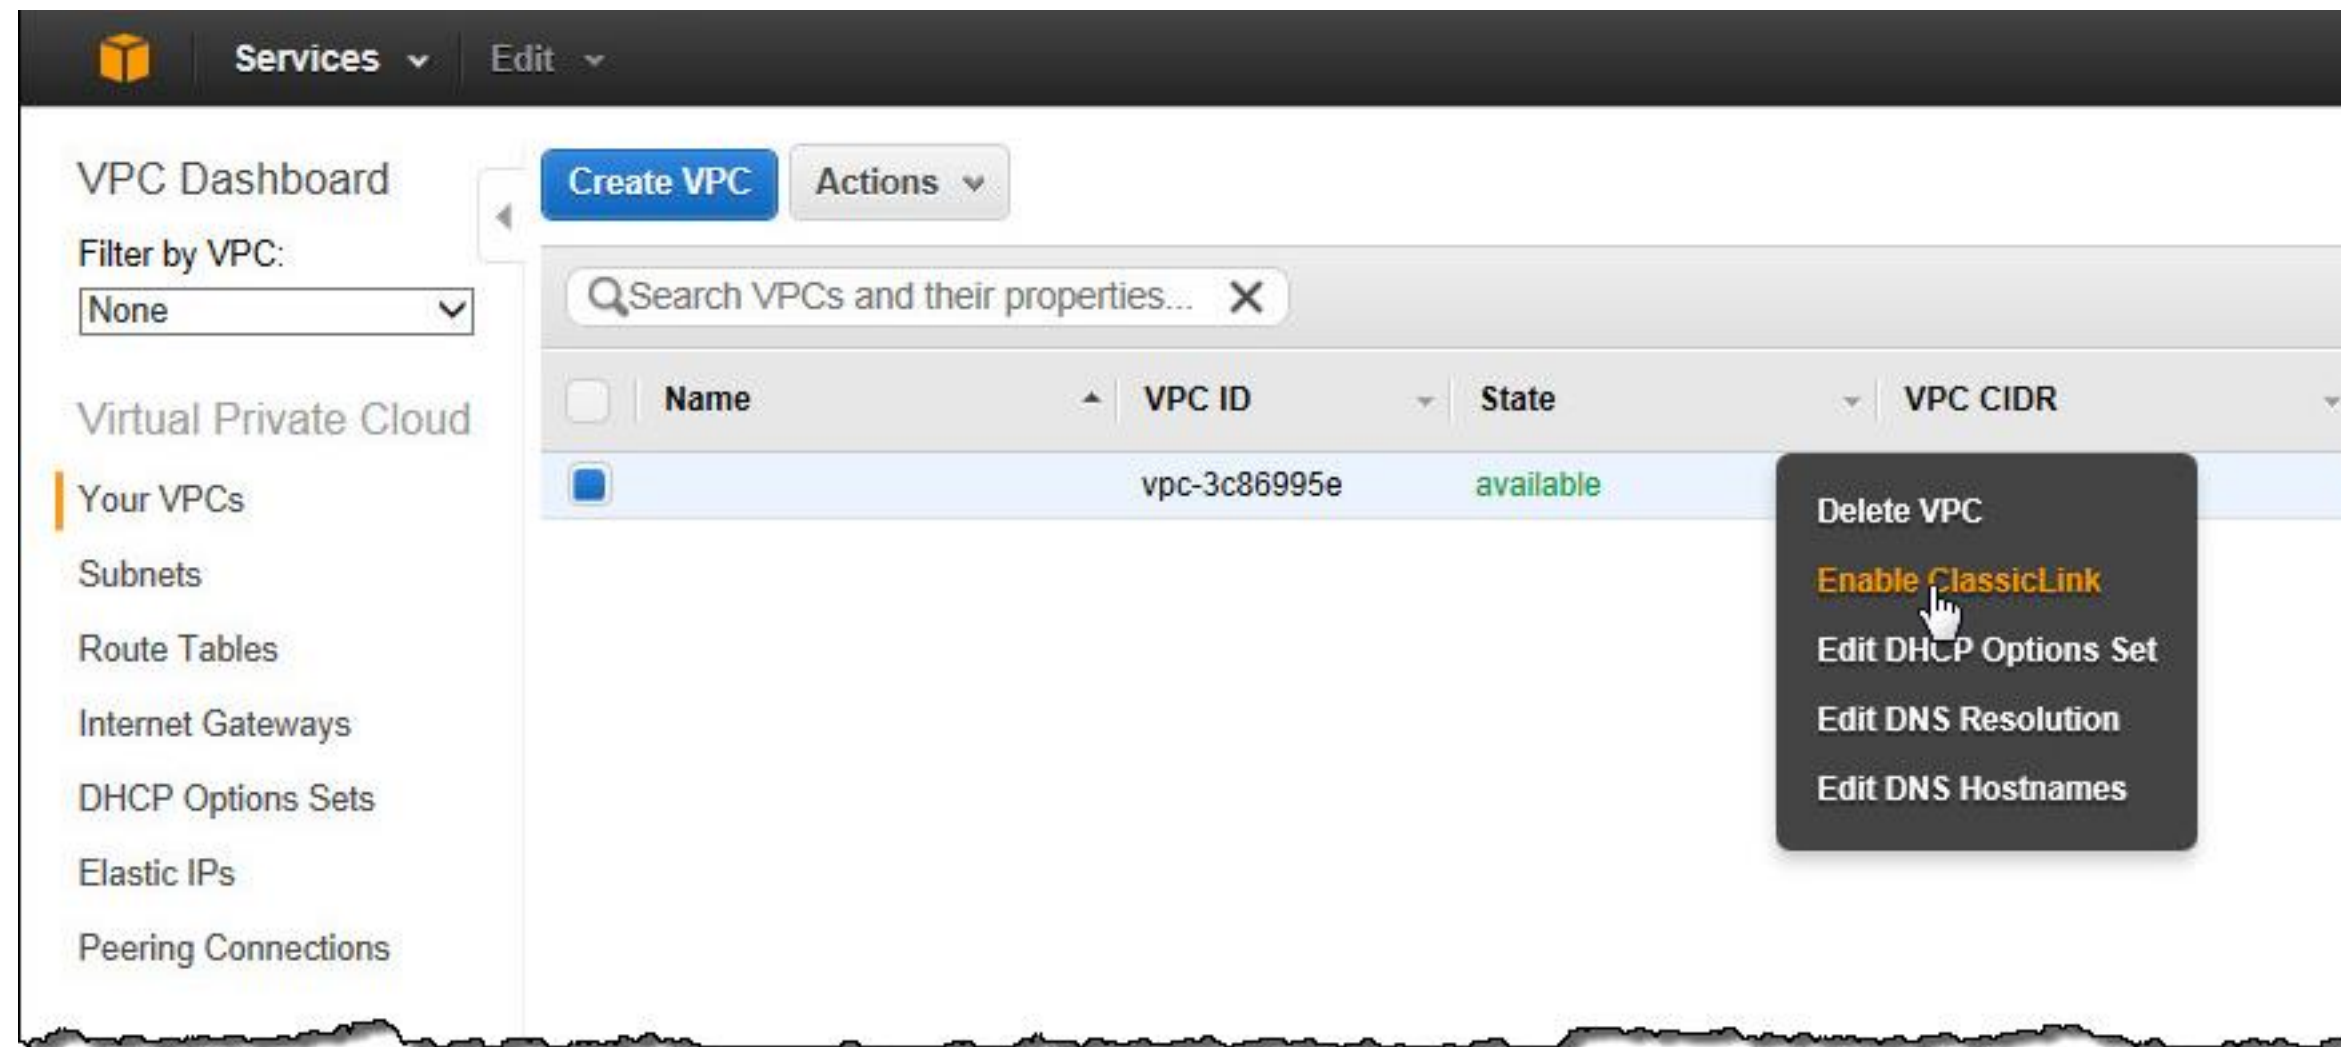 Services Edit
VPC Dashboard
Filter by VPC:
None
Virtual Private Cloud
Your VPCs
Subnets
Route Tables
Internet Gateways
DHCP Options Sets
Elastic IPs
Peering Connections
Create VPC Actions
Search VPCs and their properties...
Name VPC ID State VPC CIDR
vpc-3c86995e available
Delete VPC
Enable ClassicLink
Edit DHCP Options Set
Edit DNS Resolution
Edit DNS Hostnames